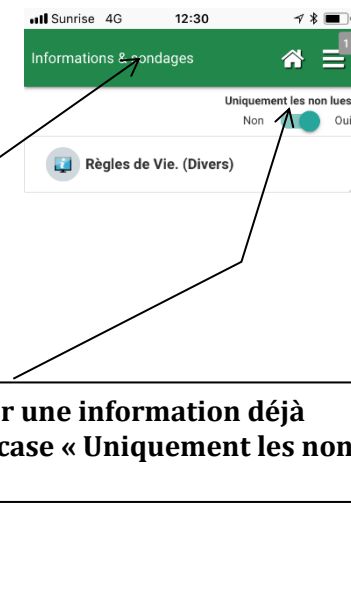 Sunrise 4G 12:30
Informations & sondages
1
Uniquement les non lues
Non Oui
Règles de Vie. (Divers)
r une information déjà
case « Uniquement les non